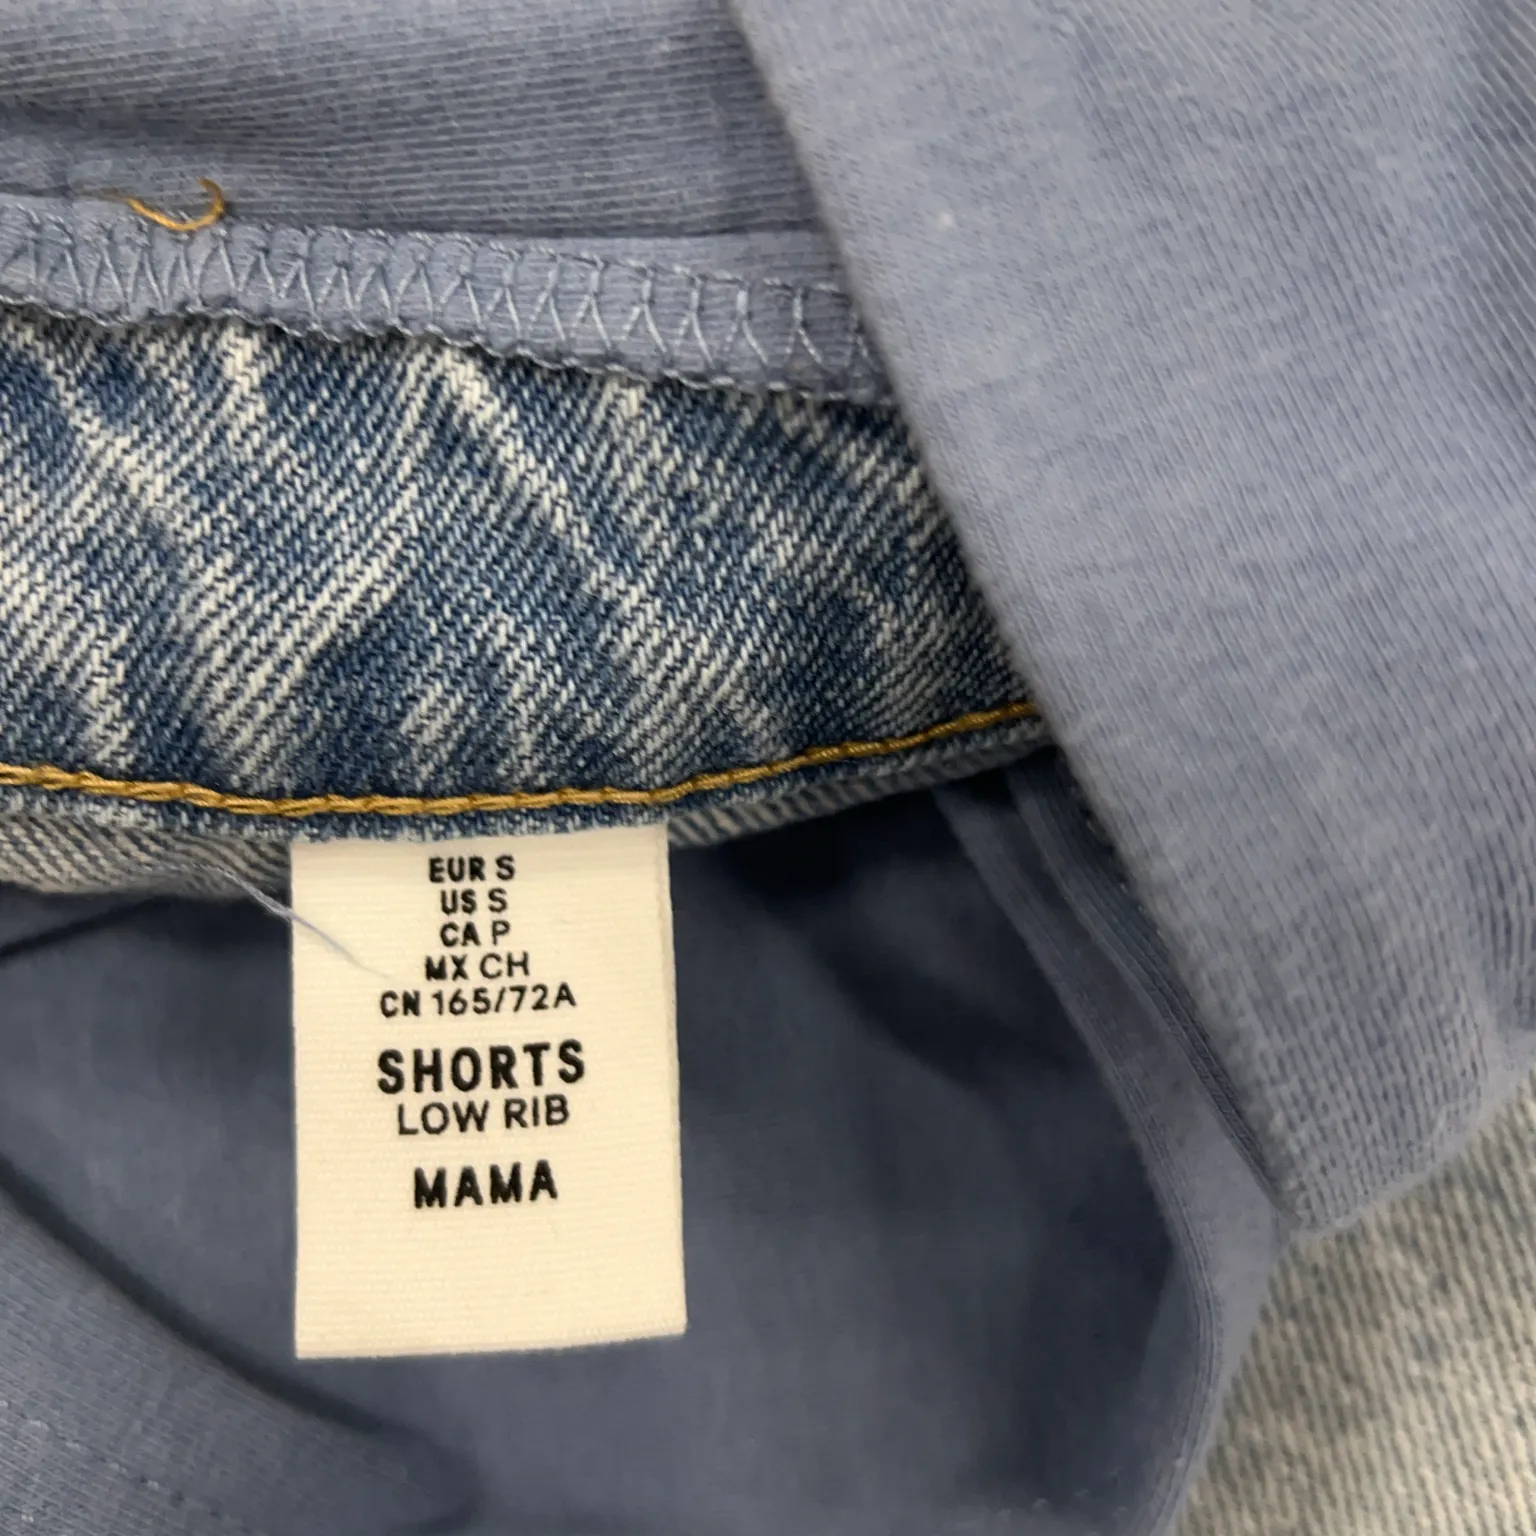 EUR S
US S
CA P
MX CH
CN 165/72A
SHORTS
LOW RIB
MAMA